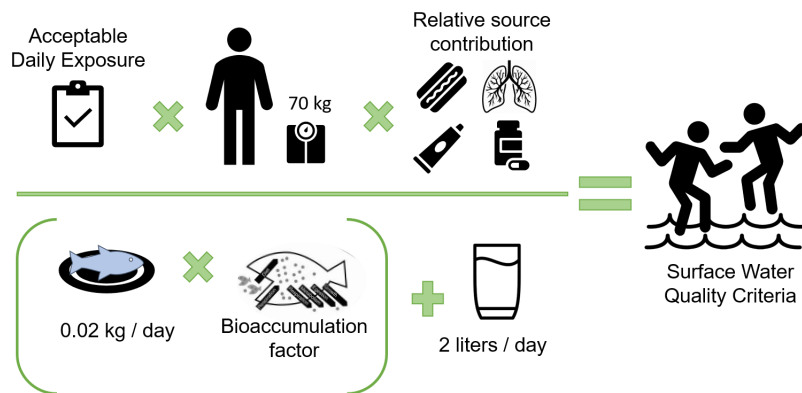 Acceptable
Daily Exposure
70 kg
Relative source
contribution
0.02 kg / day
Bioaccumulation
factor
2 liters / day
Surface Water
Quality Criteria